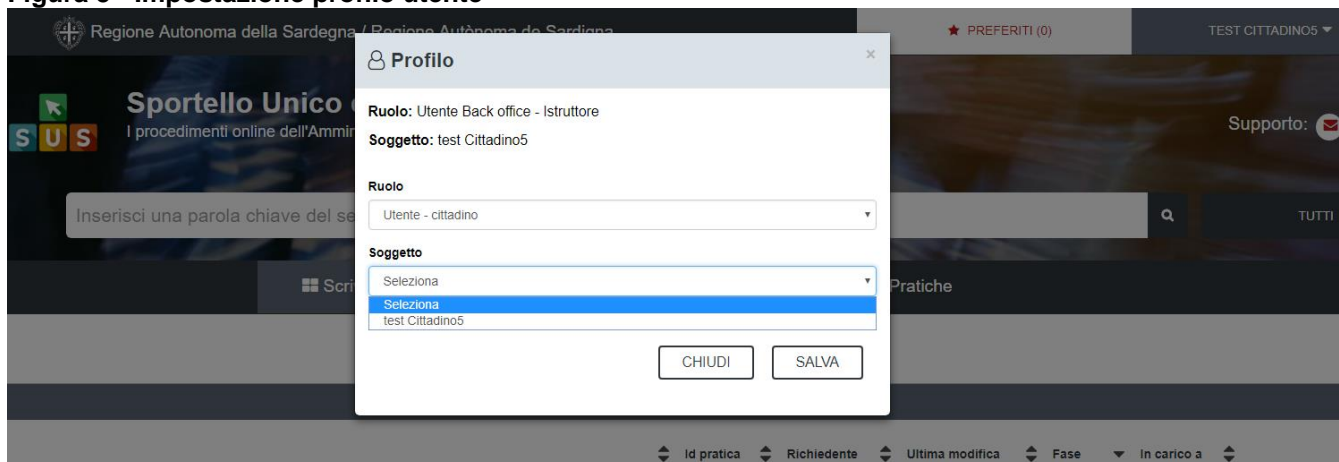 Regione Autonoma della Sardegna / Regione Autònoma de Sardigna
PREFERITI (0)
TEST CITTADINO5
Profilo
×
Ruolo: Utente Back office - Istruttore
Soggetto: test Cittadino5
Sportello Unico
I procedimenti online dell'Ammin
SUS
Supporto:
Ruolo
Utente - cittadino
Inserisci una parola chiave del se
TUTTI
Soggetto
Seleziona
Seleziona
test Cittadino5
Scri
Pratiche
CHIUDI
SALVA
Id pratica Richiedente Ultima modifica Fase In carico a